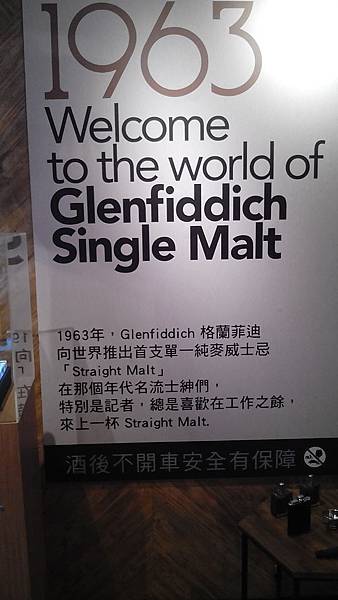 1963
Welcome
to the world of
Glenfiddich
Single Malt
1963年，Glenfiddich 格蘭菲迪
向世界推出首支單一純麥威士忌
「Straight Malt」
在那個年代名流士紳們，
特別是記者，總是喜歡在工作之餘，
來上一杯 Straight Malt.
酒後不開車安全有保障